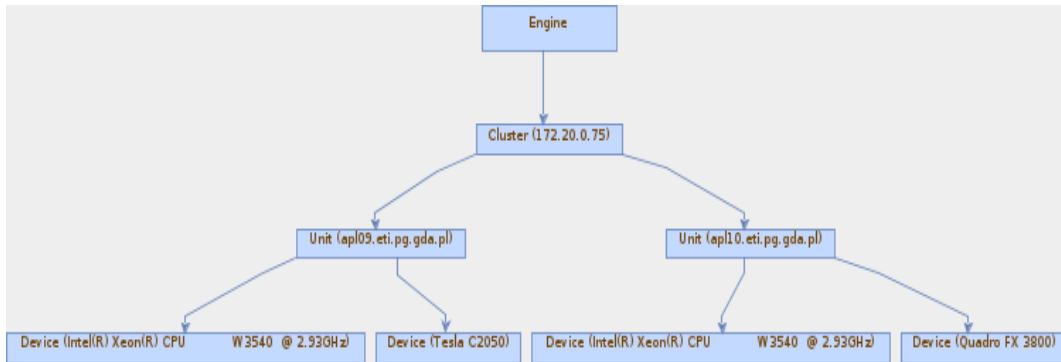 Engine
Cluster (172.20.0.75)
Unit (apl09.eti.pg.gda.pl)
Unit (apl10.eti.pg.gda.pl)
Device (Intel(R) Xeon(R) CPU W3540 @ 2.93GHz)
Device (Tesla C2050)
Device (Intel(R) Xeon(R) CPU W3540 @ 2.93GHz)
Device (Quadro FX 3800)